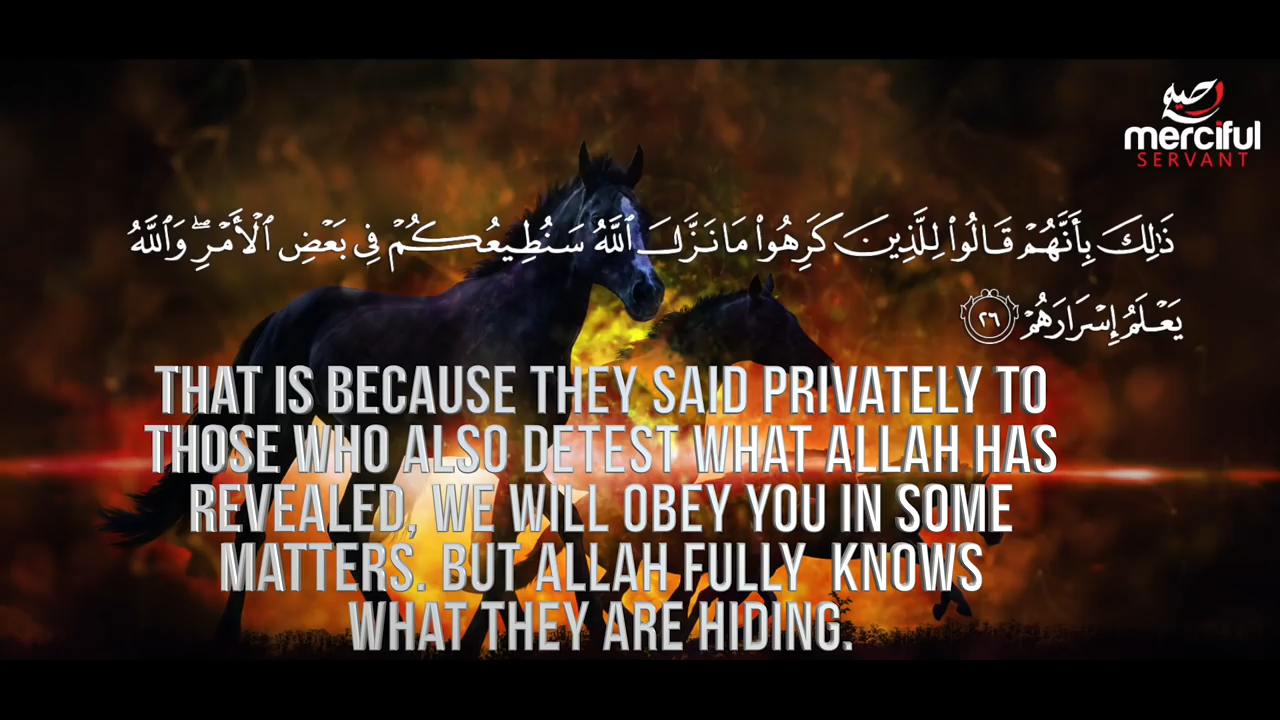 رحيم
merciful
SERVANT
ذَٰلِكَ بِأَنَّهُمْ قَالُوا۟ لِلَّذِينَ كَرِهُوا۟ مَا نَزَّلَ ٱللَّهُ سَنُطِيعُكُمْ فِى بَعْضِ ٱلْأَمْرِ ۖ وَٱللَّهُ
يَعْلَمُ إِسْرَارَهُمْ ٢٦
THAT IS BECAUSE THEY SAID PRIVATELY TO
THOSE WHO ALSO DETEST WHAT ALLAH HAS
REVEALED, WE WILL OBEY YOU IN SOME
MATTERS. BUT ALLAH FULLY KNOWS
WHAT THEY ARE HIDING.